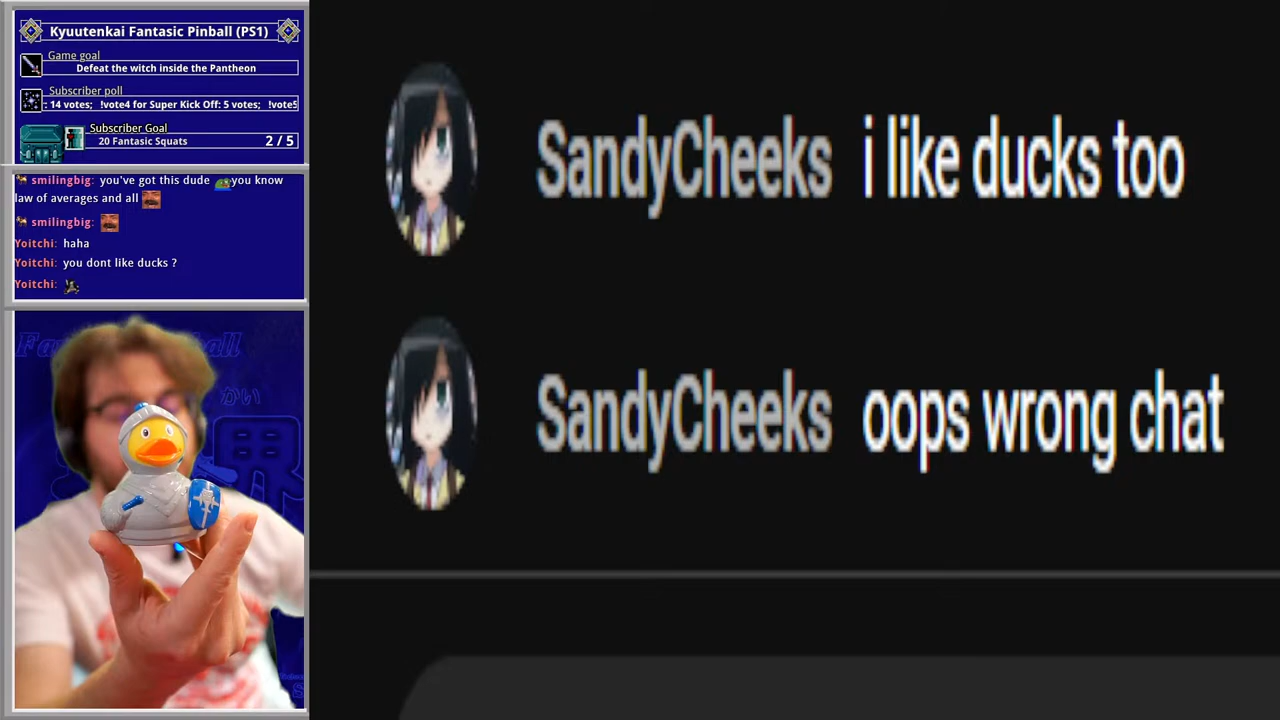 Kyuutenkai Fantasic Pinball (PS1)
Game goal
Defeat the witch inside the Pantheon
Subscriber poll
: 14 votes; !vote4 for Super Kick Off: 5 votes; !vote5
Subscriber Goal
20 Fantasic Squats 2 / 5
smilingbig: you've got this dude you know
law of averages and all
smilingbig:
Yoitchi: haha
Yoitchi: you dont like ducks ?
Yoitchi:
SandyCheeks i like ducks too
SandyCheeks oops wrong chat
かい
界